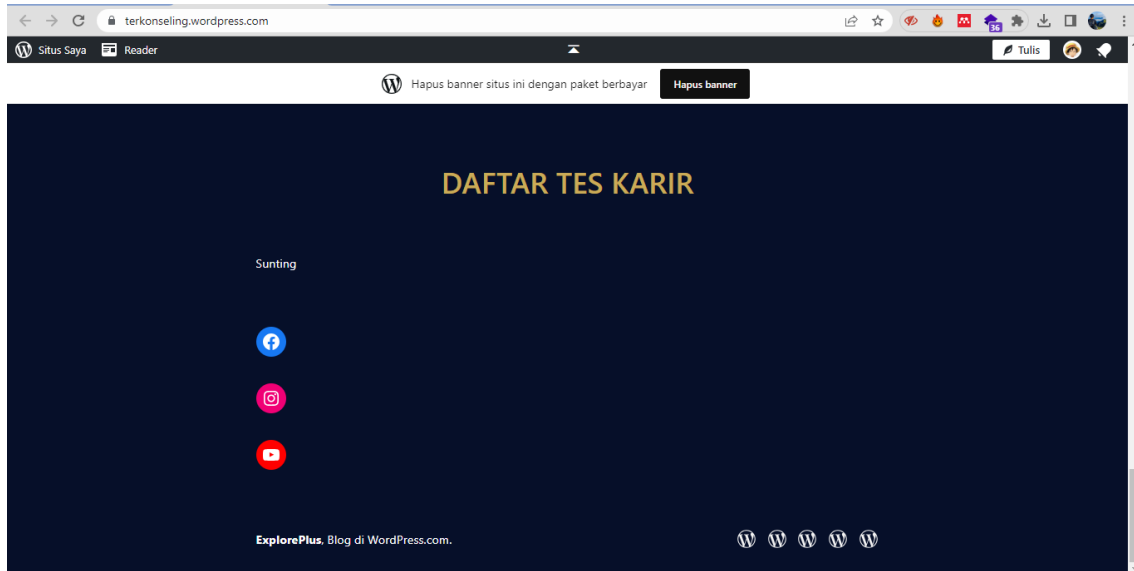 terkonseling.wordpress.com
36
Situs Saya Reader Tulis
Hapus banner situs ini dengan paket berbayar Hapus banner
DAFTAR TES KARIR
Sunting
ExplorePlus, Blog di WordPress.com.